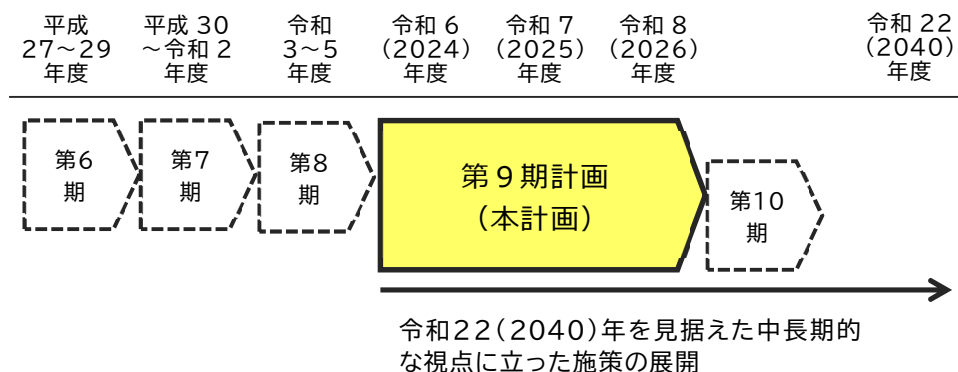 平成
27～29
年度
平成 30
～令和 2
年度
令和
3～5
年度
令和 6
（2024）
年度
令和 7
（2025）
年度
令和 8
（2026）
年度
令和 22
（2040）
年度
第6
期
第7
期
第8
期
第９期計画
（本計画）
第10
期
令和22（2040）年を見据えた中長期的
な視点に立った施策の展開